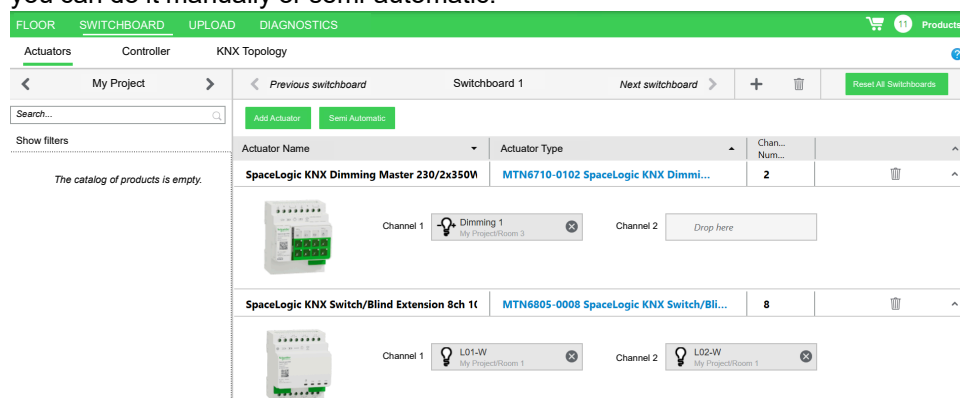 you can do it manually or semi-automatic.
FLOOR SWITCHBOARD UPLOAD DIAGNOSTICS 11 Products
Actuators Controller KNX Topology ?
My Project Previous switchboard Switchboard 1 Next switchboard + Reset All Switchboards
Search...
Add Actuator Semi Automatic
Show filters
Actuator Name Actuator Type Chan... Num...
The catalog of products is empty.
SpaceLogic KNX Dimming Master 230/2x350W MTN6710-0102 SpaceLogic KNX Dimmi... 2
Channel 1 Dimming 1 Channel 2 Drop here
My Project/Room 3
SpaceLogic KNX Switch/Blind Extension 8ch 1( MTN6805-0008 SpaceLogic KNX Switch/Bli... 8
Channel 1 L01-W Channel 2 L02-W
My Project/Room 1 My Project/Room 1